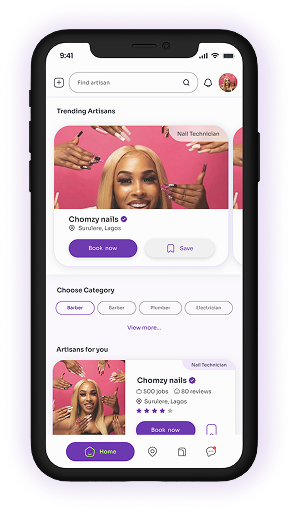 9:41
Find artisan
Trending Artisans
Nail Technician
Chomzy nails
Surulere, Lagos
Book now
Save
Choose Category
Barber
Barber
Plumber
Electrician
View more...
Artisans for you
Nail Technician
Chomzy nails
500 jobs
80 reviews
Surulere, Lagos
Book now
Home